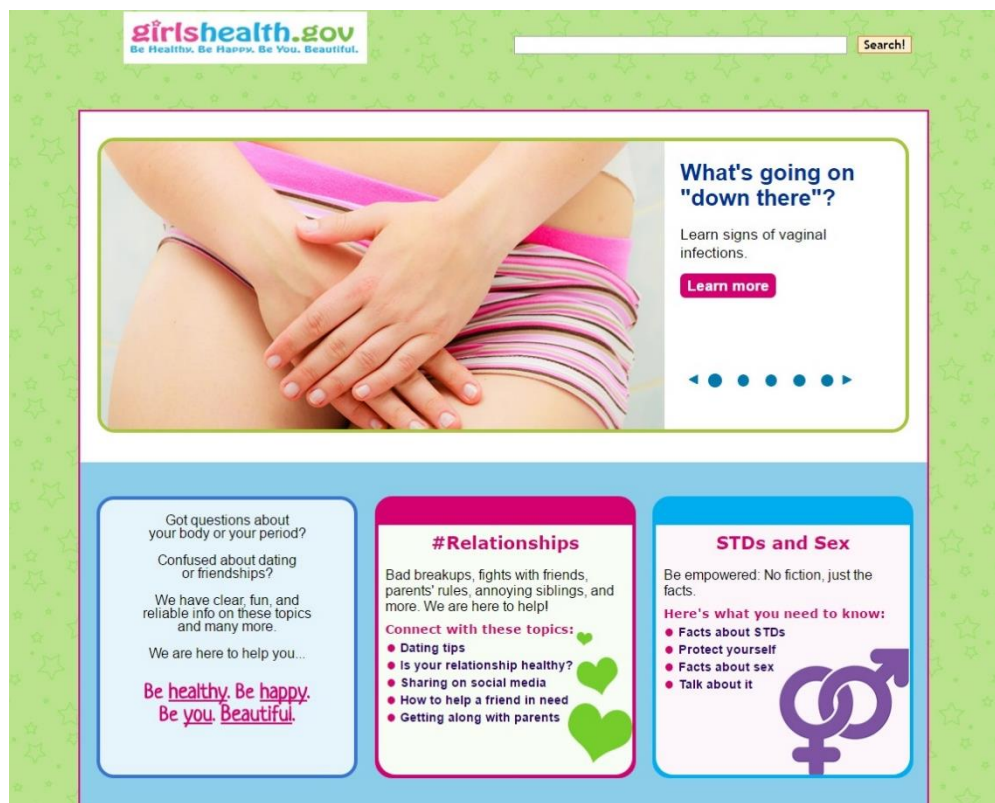 girlshealth.gov
Be Healthy. Be Happy. Be You. Beautiful.
Search!
What's going on
"down there"?
Learn signs of vaginal
infections.
Learn more
Got questions about
your body or your period?
Confused about dating
or friendships?
We have clear, fun, and
reliable info on these topics
and many more.
We are here to help you...
Be healthy. Be happy.
Be you. Beautiful.
#Relationships
Bad breakups, fights with friends,
parents' rules, annoying siblings, and
more. We are here to help!
Connect with these topics:
Dating tips
Is your relationship healthy?
Sharing on social media
How to help a friend in need
Getting along with parents
STDs and Sex
Be empowered: No fiction, just the
facts.
Here's what you need to know:
Facts about STDs
Protect yourself
Facts about sex
Talk about it